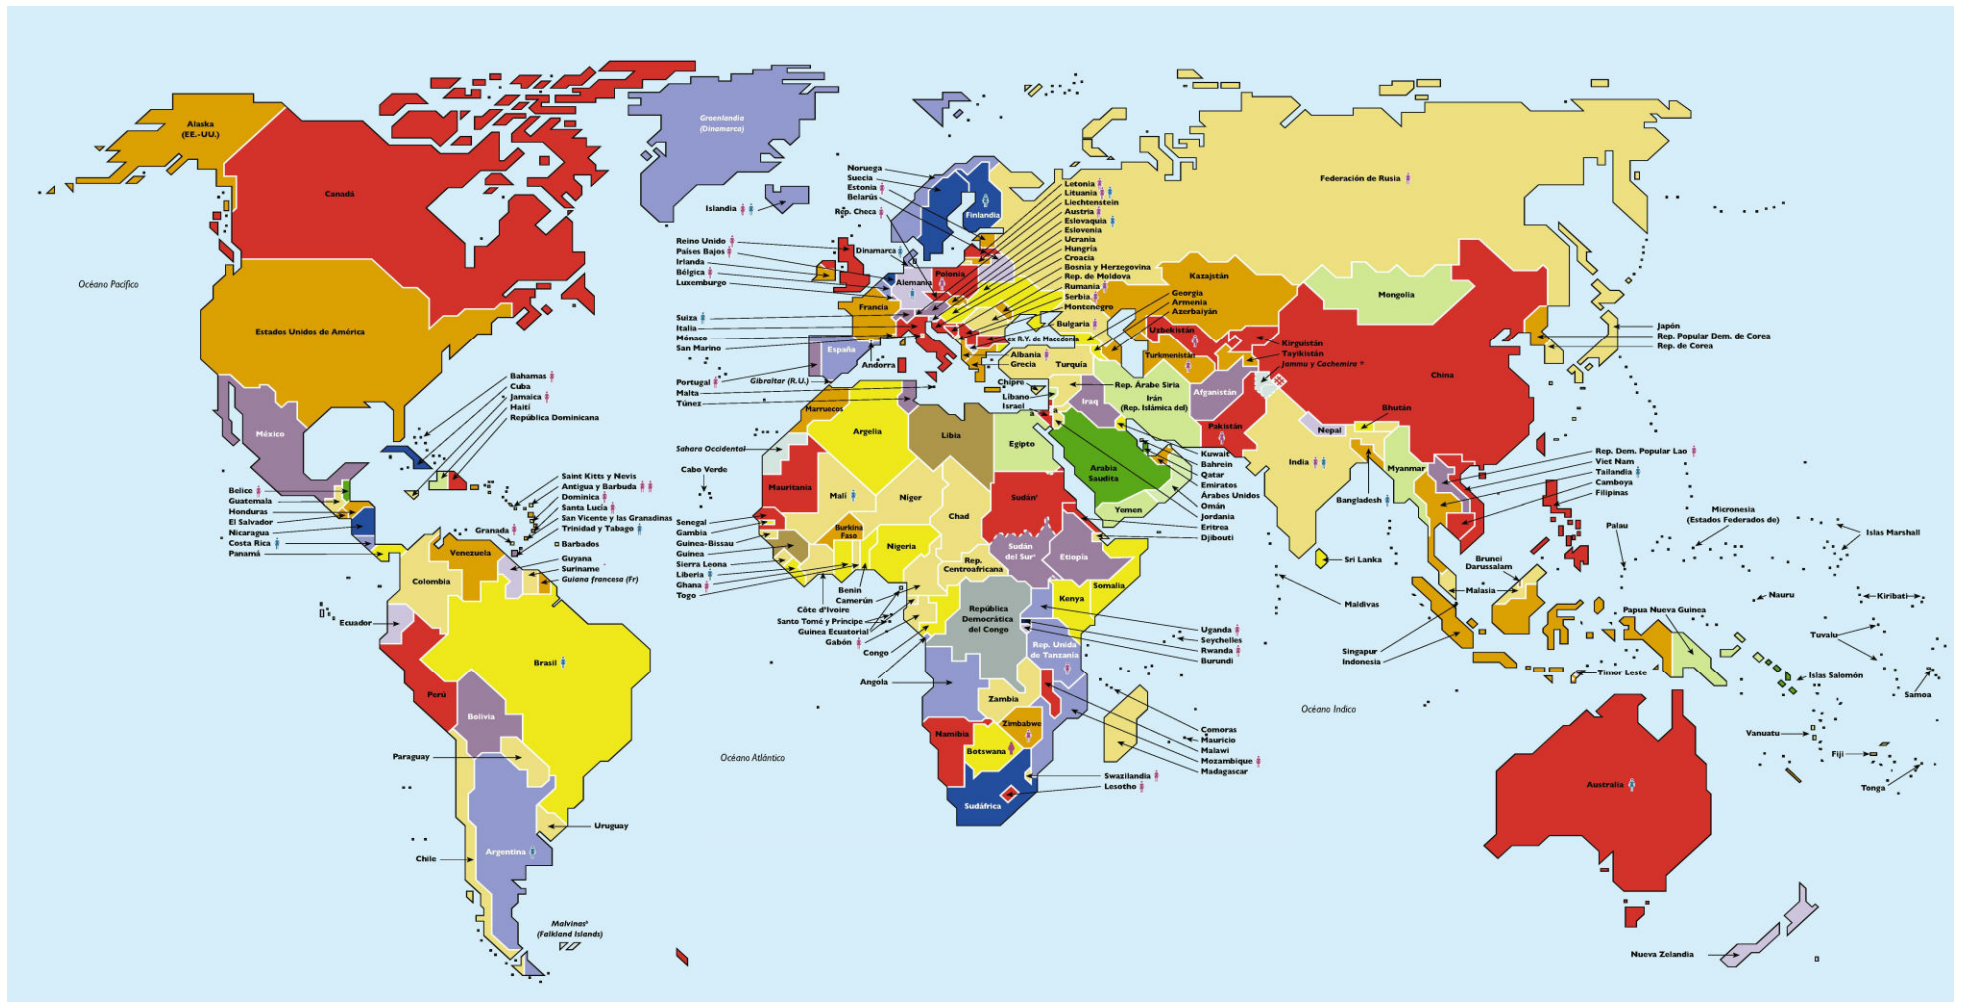 Alaska
(EE.-UU.)
Canadá
Groenlandia
(Dinamarca)
Islandia
Océano Pacífico
Estados Unidos de América
México
Bahamas
Cuba
Jamaica
Haití
República Dominicana
Belice
Guatemala
Honduras
El Salvador
Nicaragua
Costa Rica
Panamá
Saint Kitts y Nevis
Antigua y Barbuda
Dominica
Santa Lucía
San Vicente y las Granadinas
Trinidad y Tabago
Granada
Barbados
Guyana
Suriname
Guiana francesa (Fr)
Venezuela
Colombia
Ecuador
Perú
Brasil
Bolivia
Paraguay
Uruguay
Chile
Argentina
Malvinas
(Falkland Islands)
Océano Atlántico
Noruega
Suecia
Estonia
Belarús
Rep. Checa
Finlandia
Reino Unido
Países Bajos
Irlanda
Bélgica
Luxemburgo
Dinamarca
Alemania
Polonia
Francia
Suiza
Italia
Mónaco
San Marino
España
Andorra
Portugal
Gibraltar (R.U.)
Malta
Túnez
Letonia
Lituania
Liechtenstein
Austria
Eslovaquia
Eslovenia
Ucrania
Hungría
Croacia
Bosnia y Herzegovina
Rep. de Moldova
Rumania
Serbia
Montenegro
Bulgaria
ex R.Y. de Macedonia
Albania
Grecia
Turquía
Georgia
Armenia
Azerbaiyán
Federación de Rusia
Kazajstán
Mongolia
Uzbekistán
Turkmenistán
Kirguistán
Tayikistán
Jammu y Cachemira *
China
Japón
Rep. Popular Dem. de Corea
Rep. de Corea
Chipre
Líbano
Israel
a
a
Rep. Árabe Siria
Iraq
Irán
(Rep. Islámica del)
Afganistán
Pakistán
Nepal
Bhután
India
Bangladesh
Myanmar
Sri Lanka
Maldivas
Marruecos
Argelia
Libia
Egipto
Arabia
Saudita
Yemen
Kuwait
Bahrein
Qatar
Emiratos
Árabes Unidos
Omán
Jordania
Eritrea
Djibouti
Sahara Occidental
Cabo Verde
Mauritania
Malí
Níger
Chad
Sudán
Sudán
del Sur
Etiopía
Somalia
Senegal
Gambia
Guinea-Bissau
Guinea
Sierra Leona
Liberia
Ghana
Togo
Burkina
Faso
Nigeria
Benin
Camerún
Côte d'Ivoire
Santo Tomé y Príncipe
Guinea Ecuatorial
Gabón
Congo
Rep.
Centroafricana
República
Democrática
del Congo
Kenya
Uganda
Seychelles
Rwanda
Burundi
Rep. Unida
de Tanzania
Angola
Zambia
Zimbabwe
Namibia
Botswana
Sudáfrica
Comoras
Mauricio
Malawi
Mozambique
Madagascar
Swazilandia
Lesotho
Océano Indico
Rep. Dem. Popular Lao
Viet Nam
Tailandia
Camboya
Filipinas
Palau
Micronesia
(Estados Federados de)
Islas Marshall
Brunei
Darussalam
Malasia
Papua Nueva Guinea
Nauru
Kiribati
Tuvalu
Singapur
Indonesia
Timor Leste
Islas Salomón
Samoa
Vanuatu
Fiji
Tonga
Australia
Nueva Zelandia